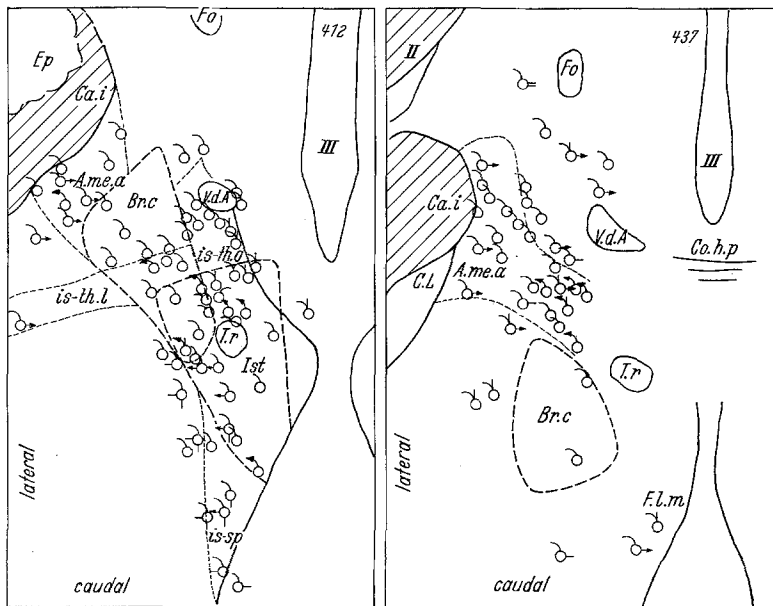 Fo
412
Ep
Ca.i
III
A.me.a
Br.c
V.d.A
is-th.o
is-th.l
T.r
Ist
lateral
is-sp
caudal
II
437
Fo
III
Ca.i
V.d.A
Co.h.p
A.me.a
C.L
T.r
Br.c
lateral
F.l.m
caudal